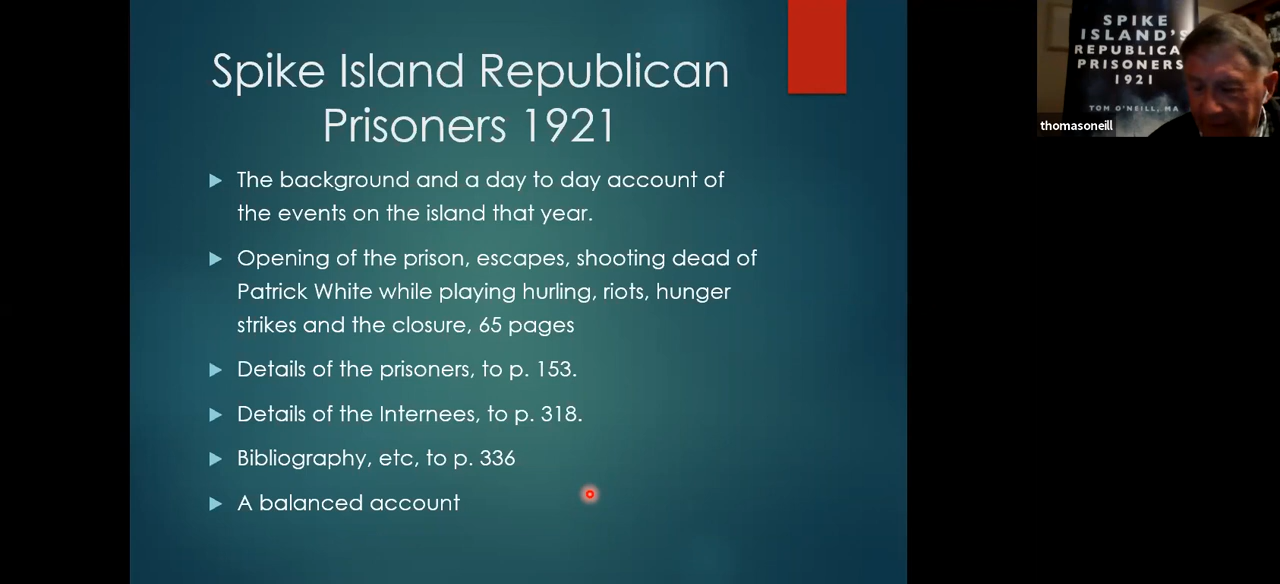 Spike Island Republican
Prisoners 1921
The background and a day to day account of
the events on the island that year.
Opening of the prison, escapes, shooting dead of
Patrick White while playing hurling, riots, hunger
strikes and the closure, 65 pages
Details of the prisoners, to p. 153.
Details of the Internees, to p. 318.
Bibliography, etc, to p. 336
A balanced account
SPIKE
ISLAND'S
REPUBLICA
PRISONERS
1921
TOM O'NEILL, MA
thomasoneill